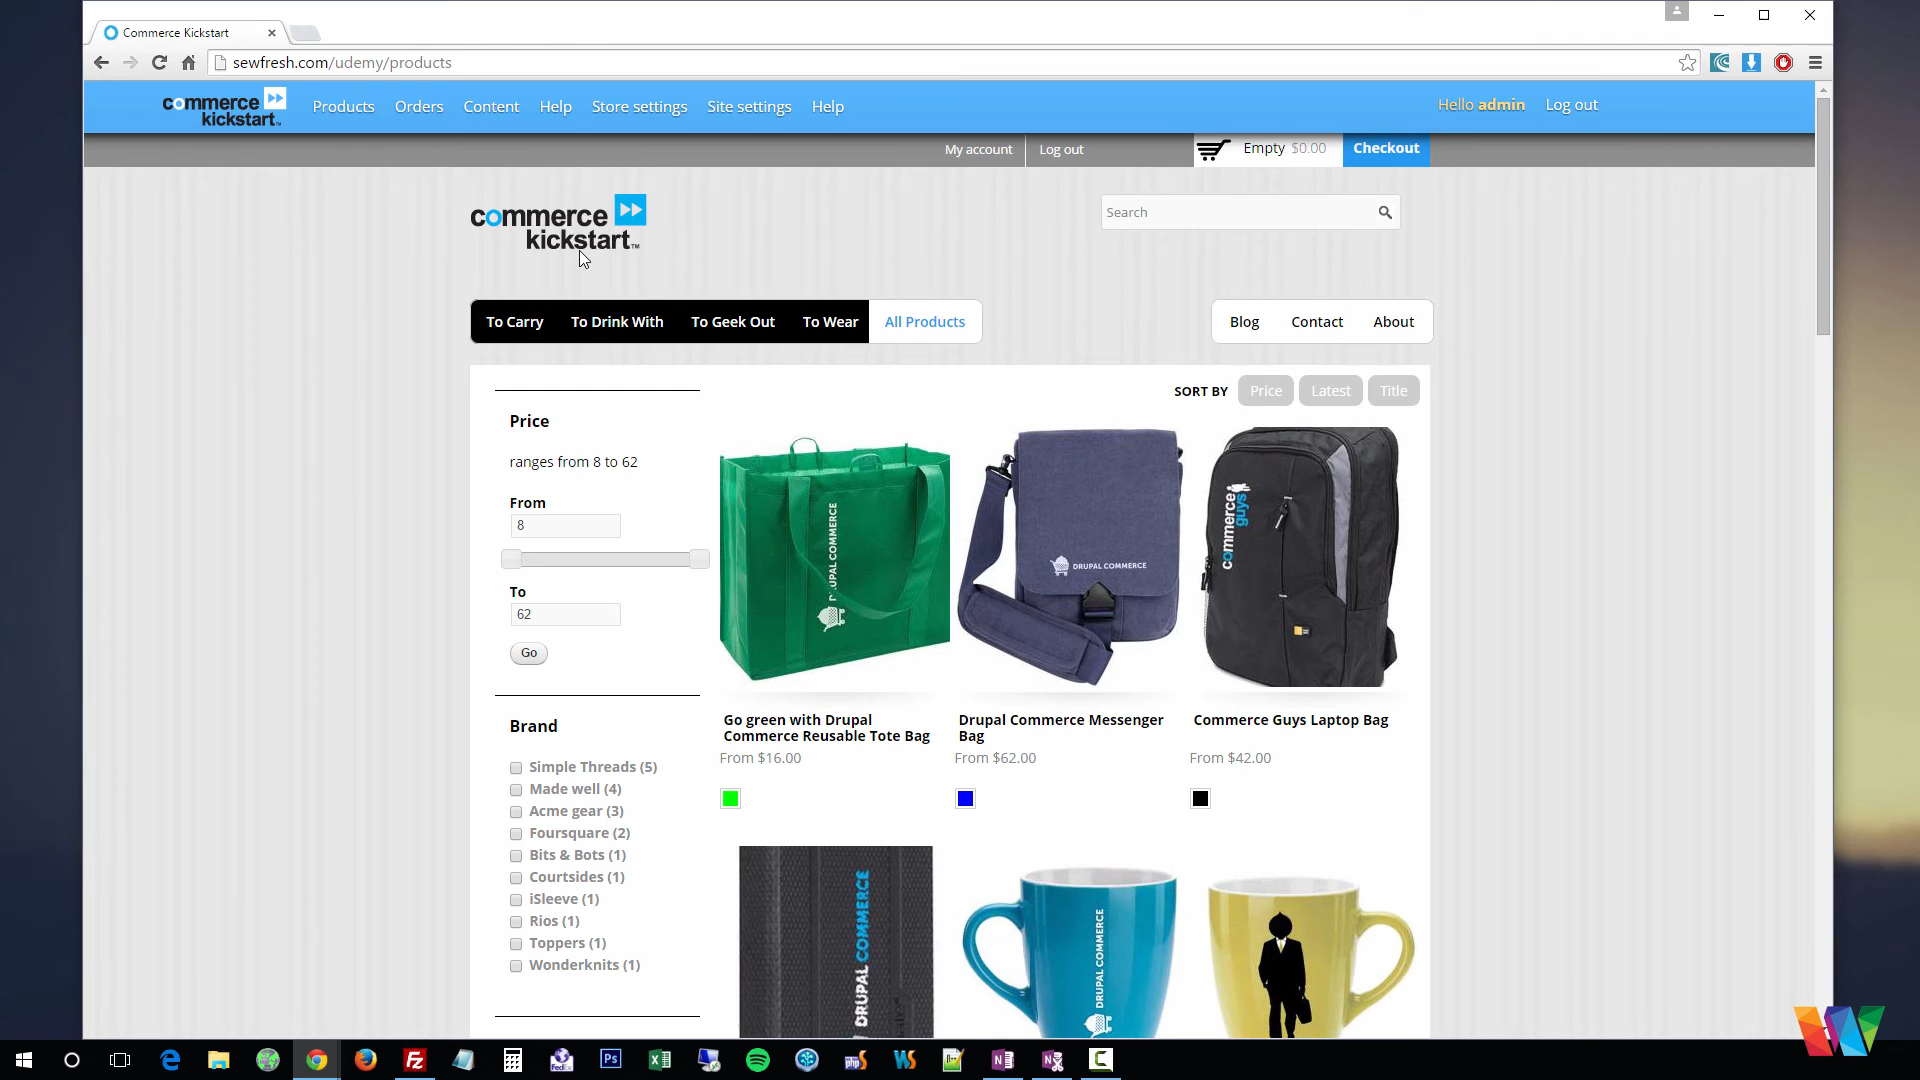 Commerce Kickstart
sewfresh.com/udemy/products
commerce kickstart™
Products Orders Content Help Store settings Site settings Help
Hello admin Log out
My account Log out
Empty $0.00 Checkout
commerce
kickstart™
Search
To Carry To Drink With To Geek Out To Wear All Products
Blog Contact About
SORT BY Price Latest Title
Price
ranges from 8 to 62
From
8
To
62
Go
DRUPAL COMMERCE
DRUPAL COMMERCE
commerce guys
Go green with Drupal
Commerce Reusable Tote Bag
From $16.00
Drupal Commerce Messenger
Bag
From $62.00
Commerce Guys Laptop Bag
From $42.00
Brand
Simple Threads (5)
Made well (4)
Acme gear (3)
Foursquare (2)
Bits & Bots (1)
Courtsides (1)
iSleeve (1)
Rios (1)
Toppers (1)
Wonderknits (1)
DRUPAL COMMERCE
DRUPAL COMMERCE